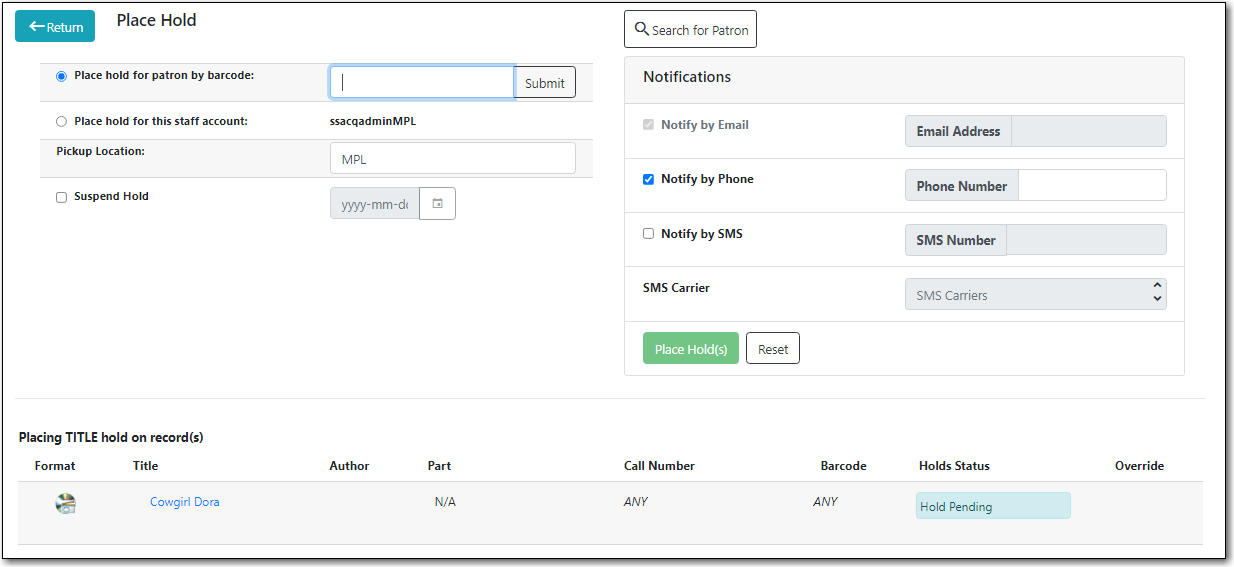 Return
Place Hold
Search for Patron
Place hold for patron by barcode:
Submit
Place hold for this staff account:
ssacqadminMPL
Pickup Location:
MPL
Suspend Hold
yyyy-mm-dd
Notifications
Notify by Email
Email Address
Notify by Phone
Phone Number
Notify by SMS
SMS Number
SMS Carrier
SMS Carriers
Place Hold(s)
Reset
Placing TITLE hold on record(s)
Format Title Author Part Call Number Barcode Holds Status Override
Cowgirl Dora N/A ANY ANY Hold Pending